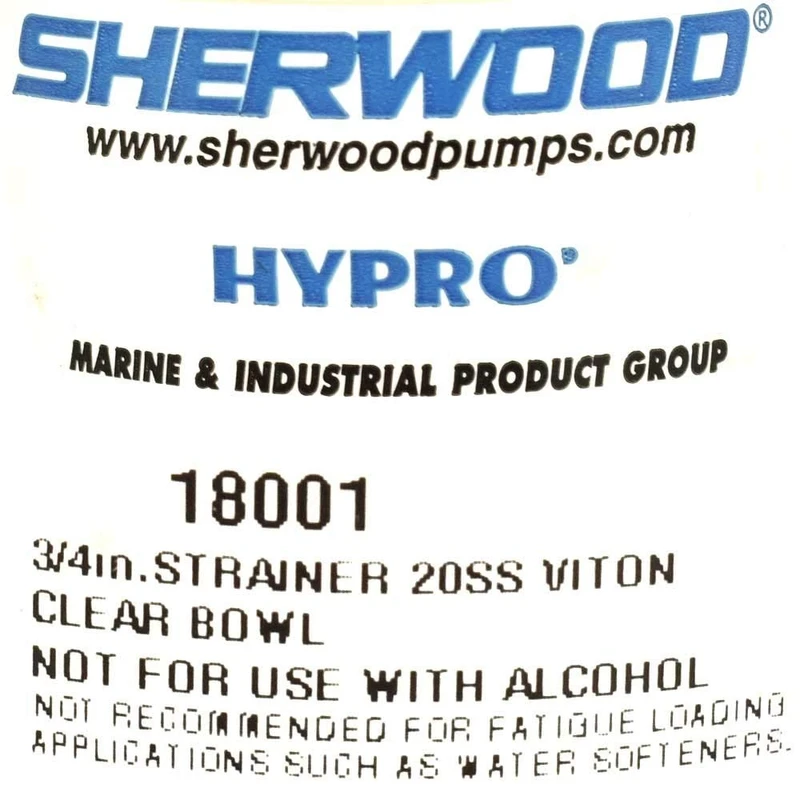 SHERWOOD®
www.sherwoodpumps.com
HYPRO®
MARINE & INDUSTRIAL PRODUCT GROUP
18001
3/4in.STRAINER 20SS VITON
CLEAR BOWL
NOT FOR USE WITH ALCOHOL
NOT RECOMMENDED FOR FATIGUE LOADING
APPLICATIONS SUCH AS WATER SOFTENERS.